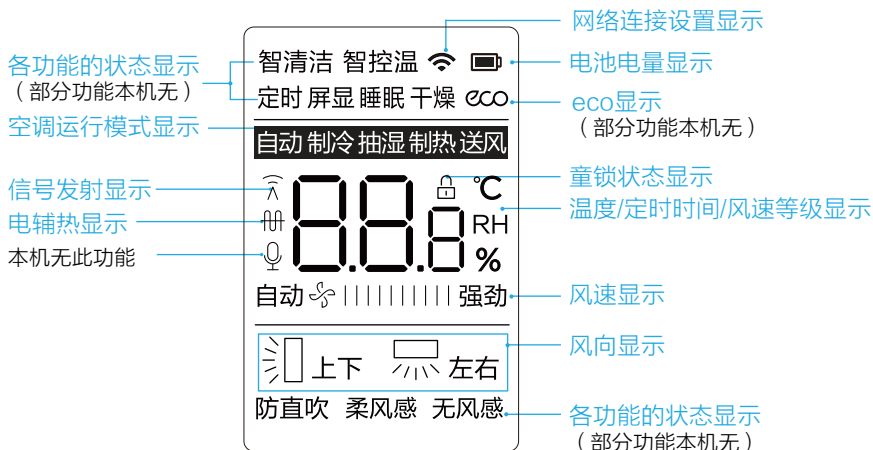 网络连接设置显示
各功能的状态显示
（部分功能本机无）
智清洁 智控温
电池电量显示
定时 屏显 睡眠 干燥 eco
eco显示
（部分功能本机无）
空调运行模式显示
自动 制冷 抽湿 制热 送风
信号发射显示
88.8
℃
童锁状态显示
电辅热显示
RH
温度/定时时间/风速等级显示
本机无此功能
%
自动 强劲
风速显示
上下 左右
风向显示
防直吹 柔风感 无风感
各功能的状态显示
（部分功能本机无）